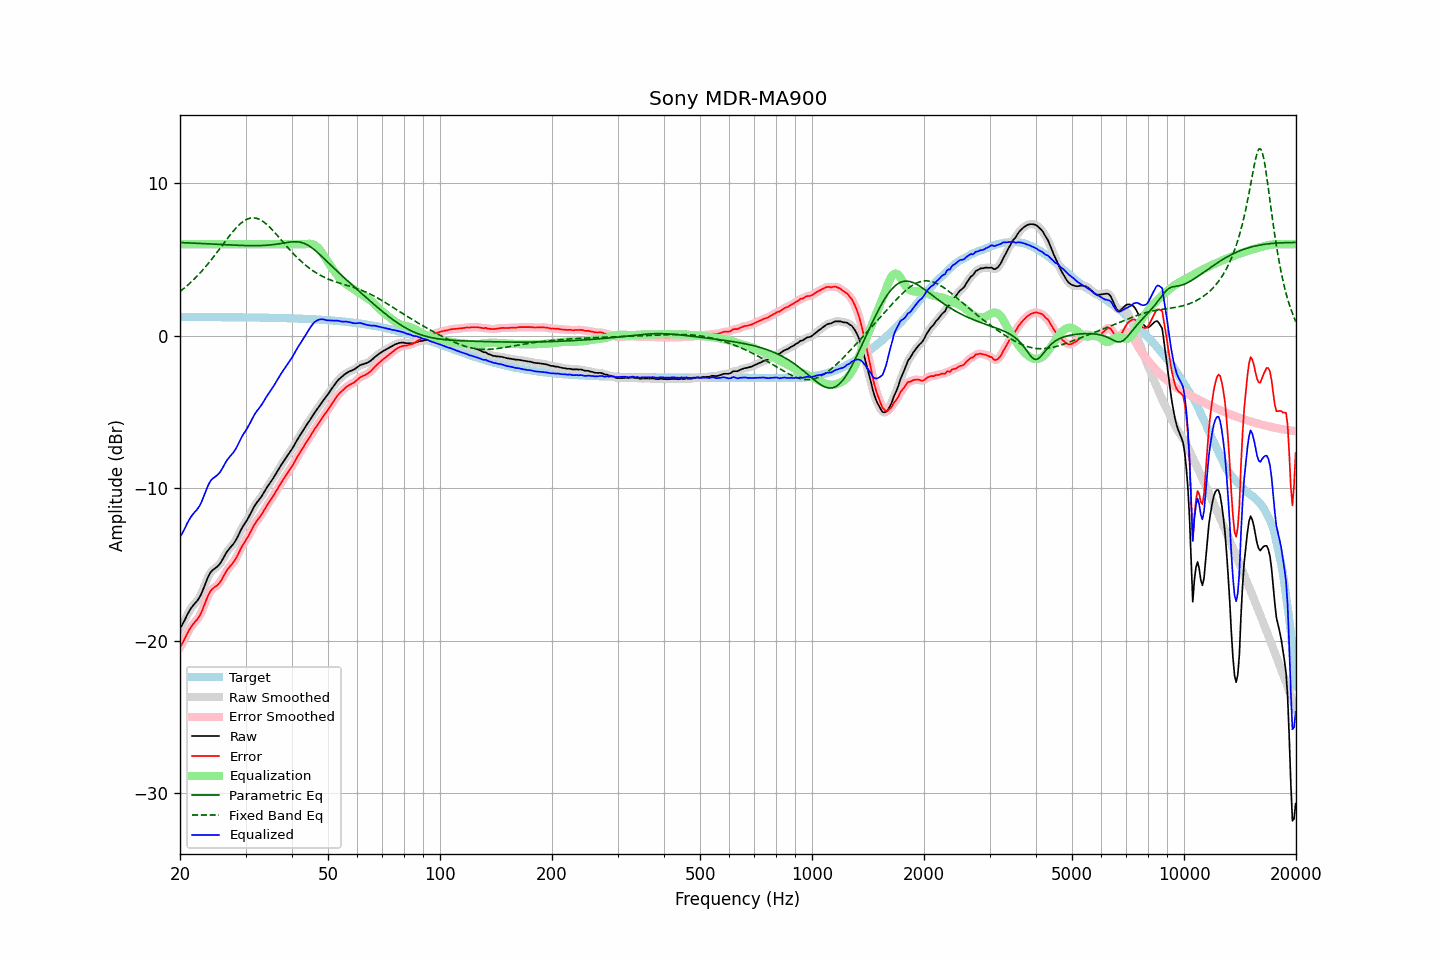 Sony MDR-MA900
Amplitude (dBr)
10
0
−10
−20
−30
Target
Raw Smoothed
Error Smoothed
Raw
Error
Equalization
Parametric Eq
Fixed Band Eq
Equalized
20 50 100 200 500 1000 2000 5000 10000 20000
Frequency (Hz)